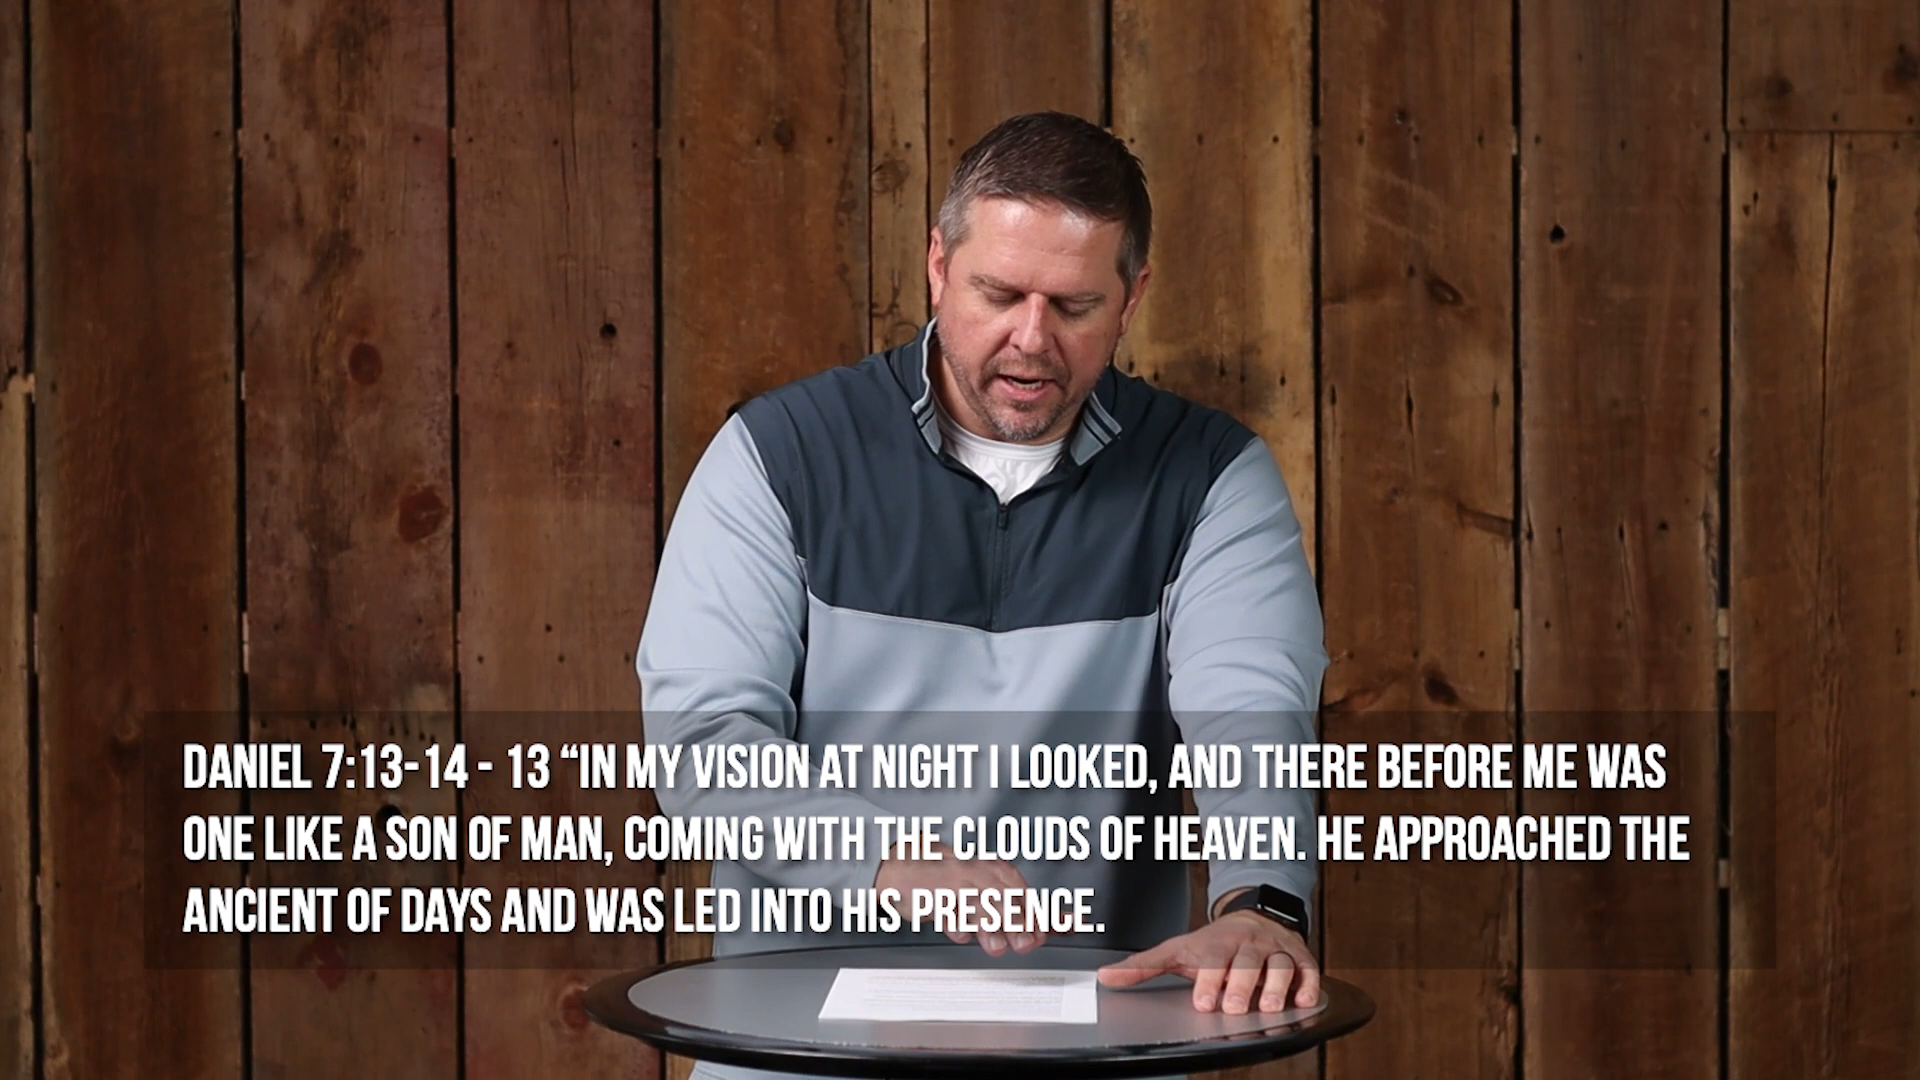 DANIEL 7:13-14 - 13 “IN MY VISION AT NIGHT I LOOKED, AND THERE BEFORE ME WAS
ONE LIKE A SON OF MAN, COMING WITH THE CLOUDS OF HEAVEN. HE APPROACHED THE
ANCIENT OF DAYS AND WAS LED INTO HIS PRESENCE.